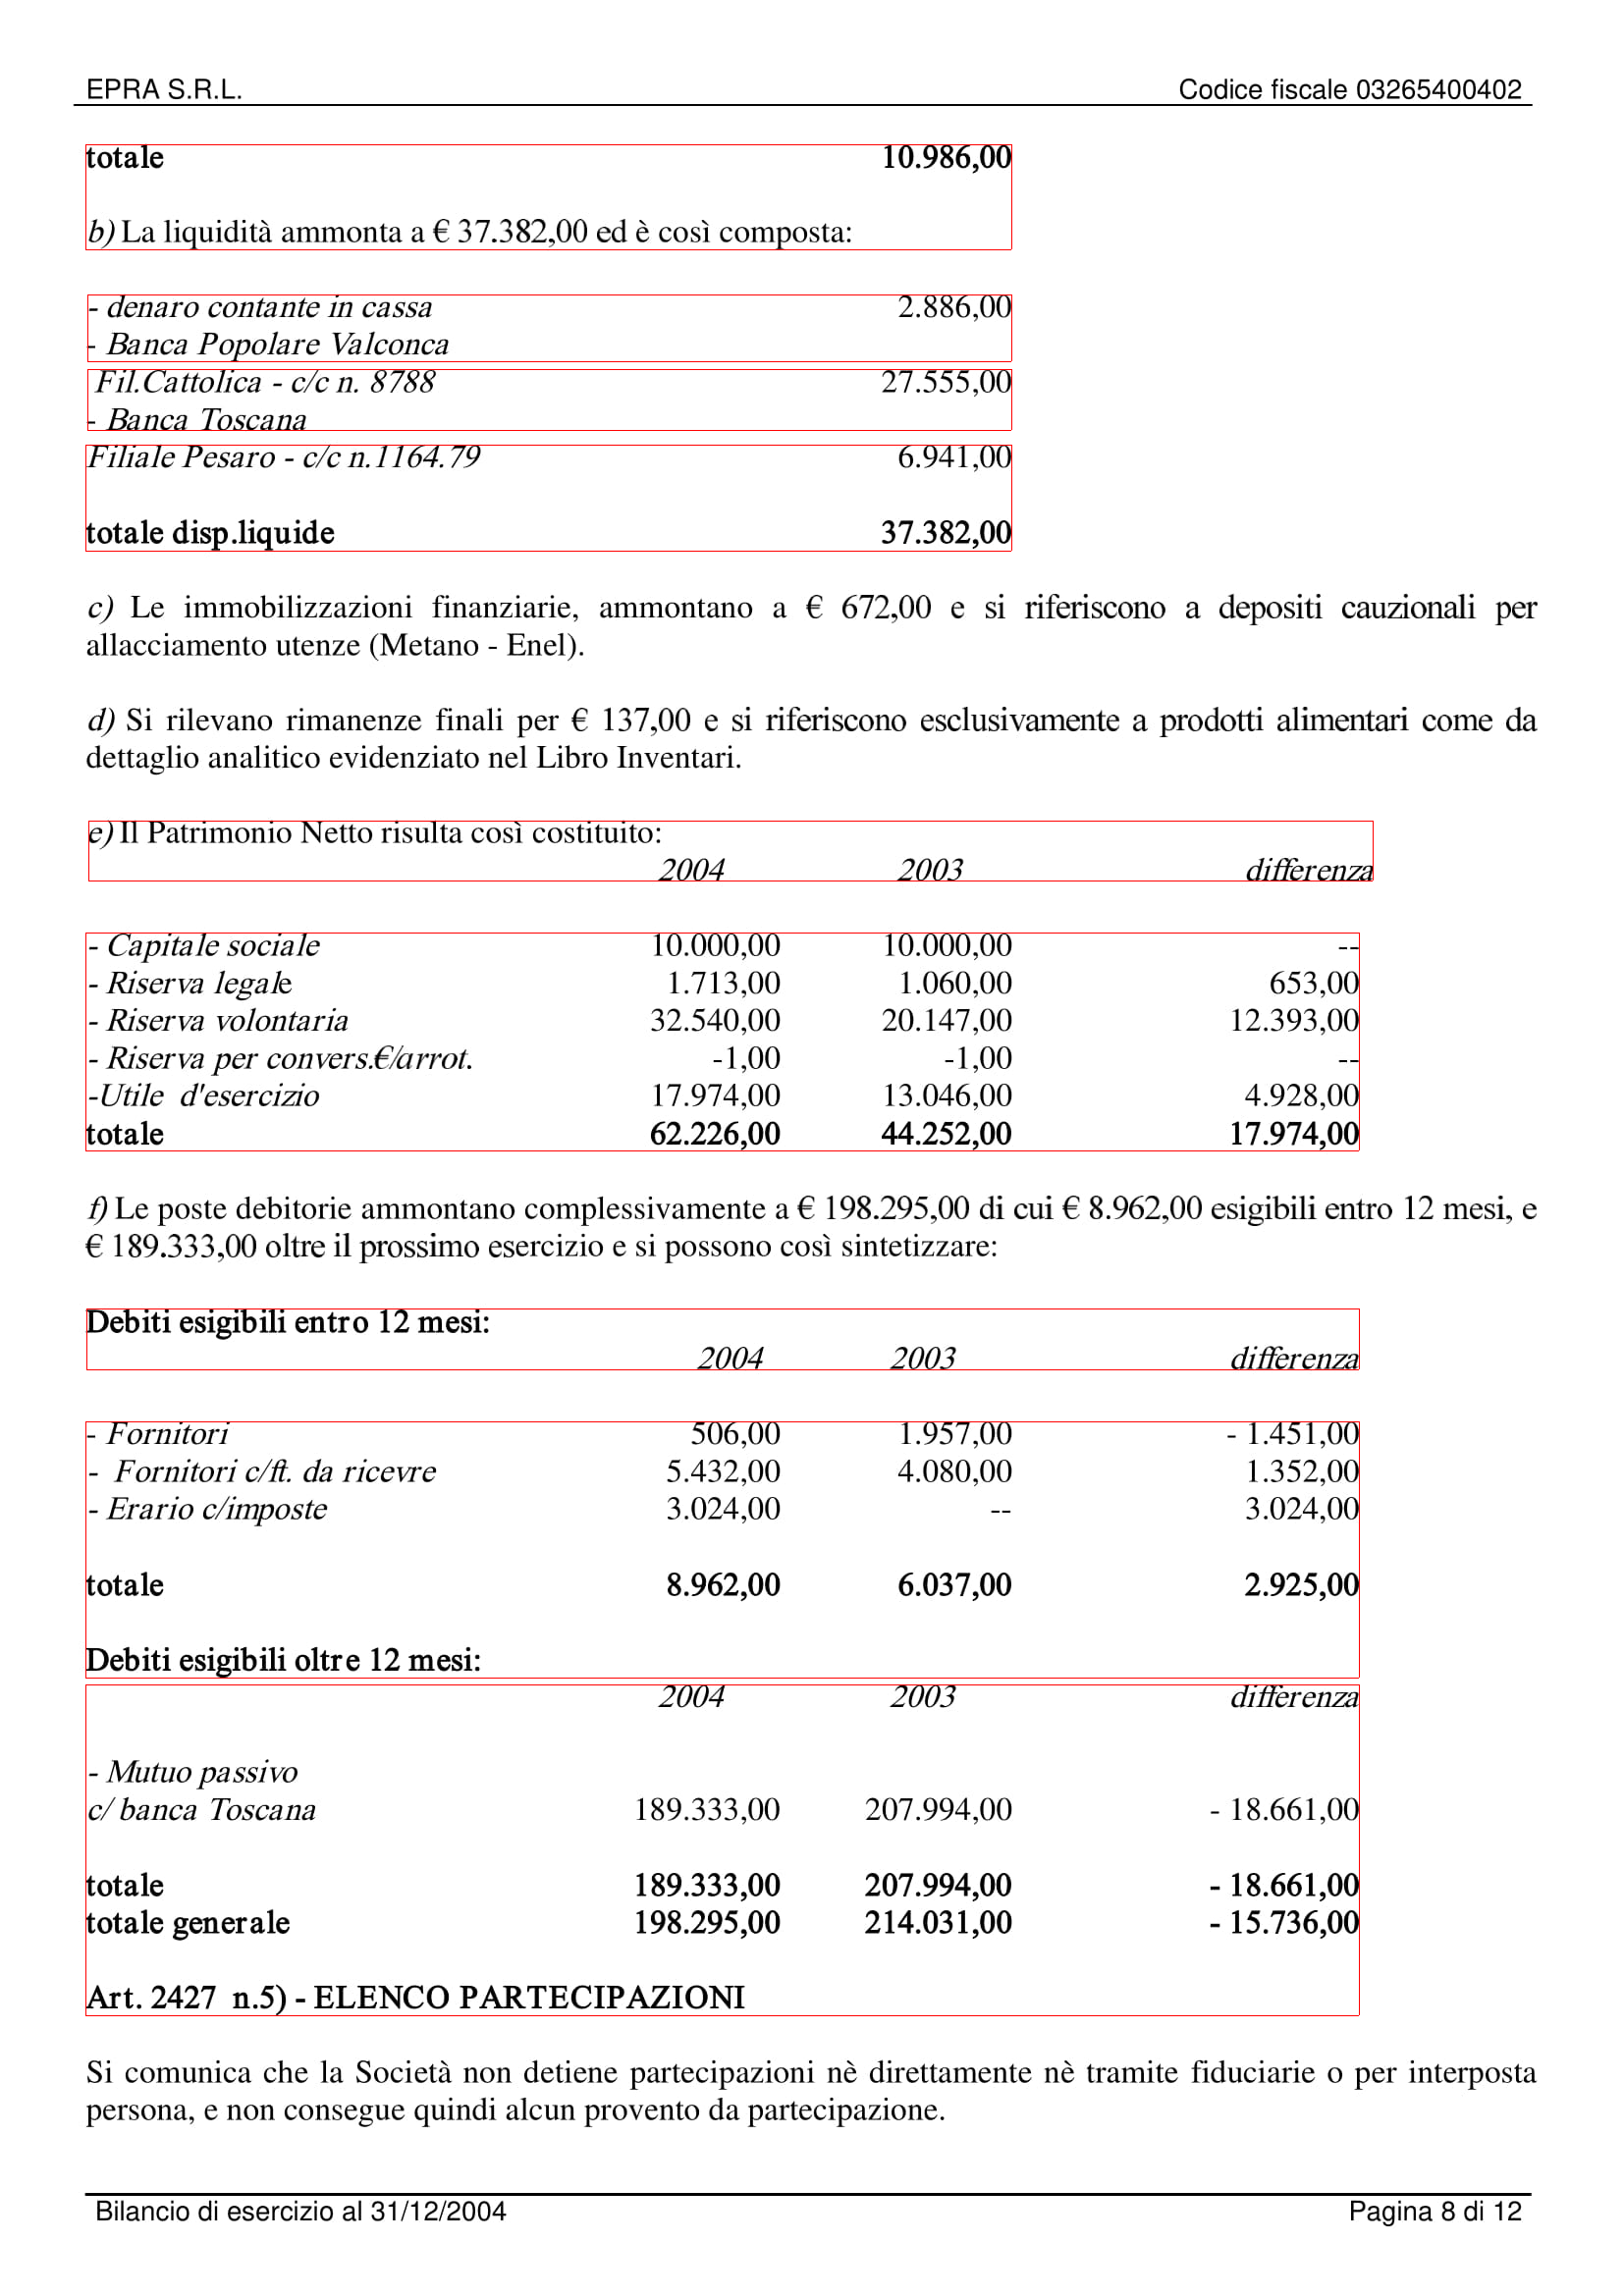 EPRA S.R.L. Codice fiscale 03265400402
totale 10.986,00
b) La liquidità ammonta a € 37.382,00 ed è così composta:
- denaro contante in cassa 2.886,00
- Banca Popolare Valconca
Fil.Cattolica - c/c n. 8788 27.555,00
- Banca Toscana
Filiale Pesaro - c/c n.1164.79 6.941,00
totale disp.liquide 37.382,00
c) Le immobilizzazioni finanziarie, ammontano a € 672,00 e si riferiscono a depositi cauzionali per
allacciamento utenze (Metano - Enel).
d) Si rilevano rimanenze finali per € 137,00 e si riferiscono esclusivamente a prodotti alimentari come da
dettaglio analitico evidenziato nel Libro Inventari.
e) Il Patrimonio Netto risulta così costituito:
2004 2003 differenza
- Capitale sociale 10.000,00 10.000,00 --
- Riserva legale 1.713,00 1.060,00 653,00
- Riserva volontaria 32.540,00 20.147,00 12.393,00
- Riserva per convers.€/arrot. -1,00 -1,00 --
-Utile d'esercizio 17.974,00 13.046,00 4.928,00
totale 62.226,00 44.252,00 17.974,00
f) Le poste debitorie ammontano complessivamente a € 198.295,00 di cui € 8.962,00 esigibili entro 12 mesi, e
€ 189.333,00 oltre il prossimo esercizio e si possono così sintetizzare:
Debiti esigibili entro 12 mesi:
2004 2003 differenza
- Fornitori 506,00 1.957,00 - 1.451,00
- Fornitori c/ft. da ricevre 5.432,00 4.080,00 1.352,00
- Erario c/imposte 3.024,00 -- 3.024,00
totale 8.962,00 6.037,00 2.925,00
Debiti esigibili oltre 12 mesi:
2004 2003 differenza
- Mutuo passivo
c/ banca Toscana 189.333,00 207.994,00 - 18.661,00
totale 189.333,00 207.994,00 - 18.661,00
totale generale 198.295,00 214.031,00 - 15.736,00
Art. 2427 n.5) - ELENCO PARTECIPAZIONI
Si comunica che la Società non detiene partecipazioni nè direttamente nè tramite fiduciarie o per interposta
persona, e non consegue quindi alcun provento da partecipazione.
Bilancio di esercizio al 31/12/2004 Pagina 8 di 12